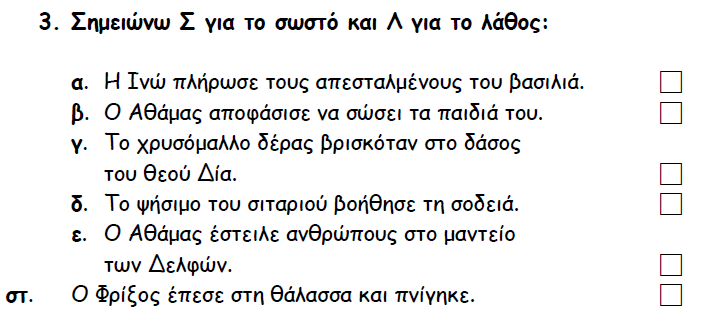 3. Σημειώνω Σ για το σωστό και Λ για το λάθος:
α. Η Ινώ πλήρωσε τους απεσταλμένους του βασιλιά.
β. Ο Αθάμας αποφάσισε να σώσει τα παιδιά του.
γ. Το χρυσόμαλλο δέρας βρισκόταν στο δάσος
του θεού Δία.
δ. Το ψήσιμο του σιταριού βοήθησε τη σοδειά.
ε. Ο Αθάμας έστειλε ανθρώπους στο μαντείο
των Δελφών.
στ. Ο Φρίξος έπεσε στη θάλασσα και πνίγηκε.